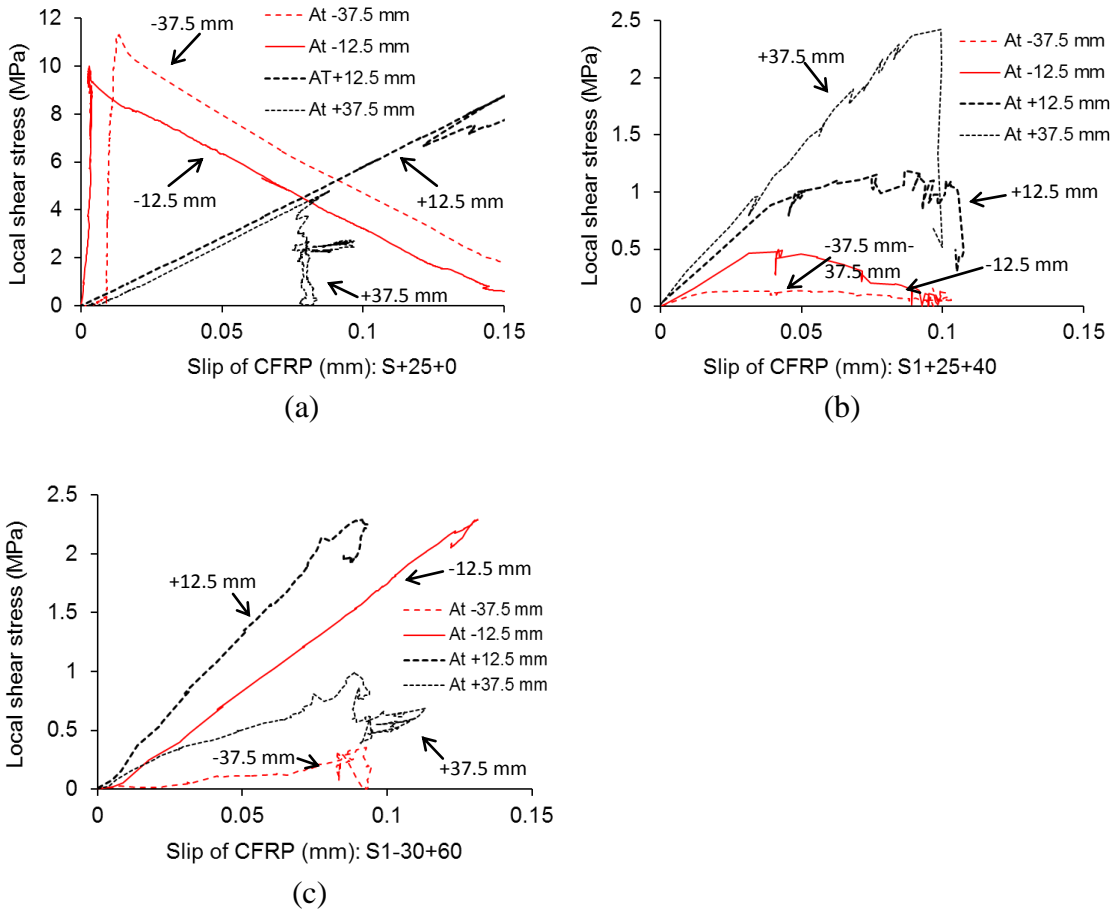 Local shear stress (MPa)
12
10
8
6
4
2
0
0
0.05
0.1
0.15
-37.5 mm
-12.5 mm
+12.5 mm
+37.5 mm
At -37.5 mm
At -12.5 mm
AT+12.5 mm
At +37.5 mm
Slip of CFRP (mm): S+25+0
(a)
Local shear stress (MPa)
2.5
2
1.5
1
0.5
0
0
0.05
0.1
0.15
+37.5 mm
+12.5 mm
-37.5 mm-
37.5 mm
-12.5 mm
At -37.5 mm
At -12.5 mm
At +12.5 mm
At +37.5 mm
Slip of CFRP (mm): S1+25+40
(b)
Local shear stress (MPa)
2.5
2
1.5
1
0.5
0
0
0.05
0.1
0.15
+12.5 mm
-12.5 mm
-37.5 mm
+37.5 mm
At -37.5 mm
At -12.5 mm
At +12.5 mm
At +37.5 mm
Slip of CFRP (mm): S1-30+60
(c)